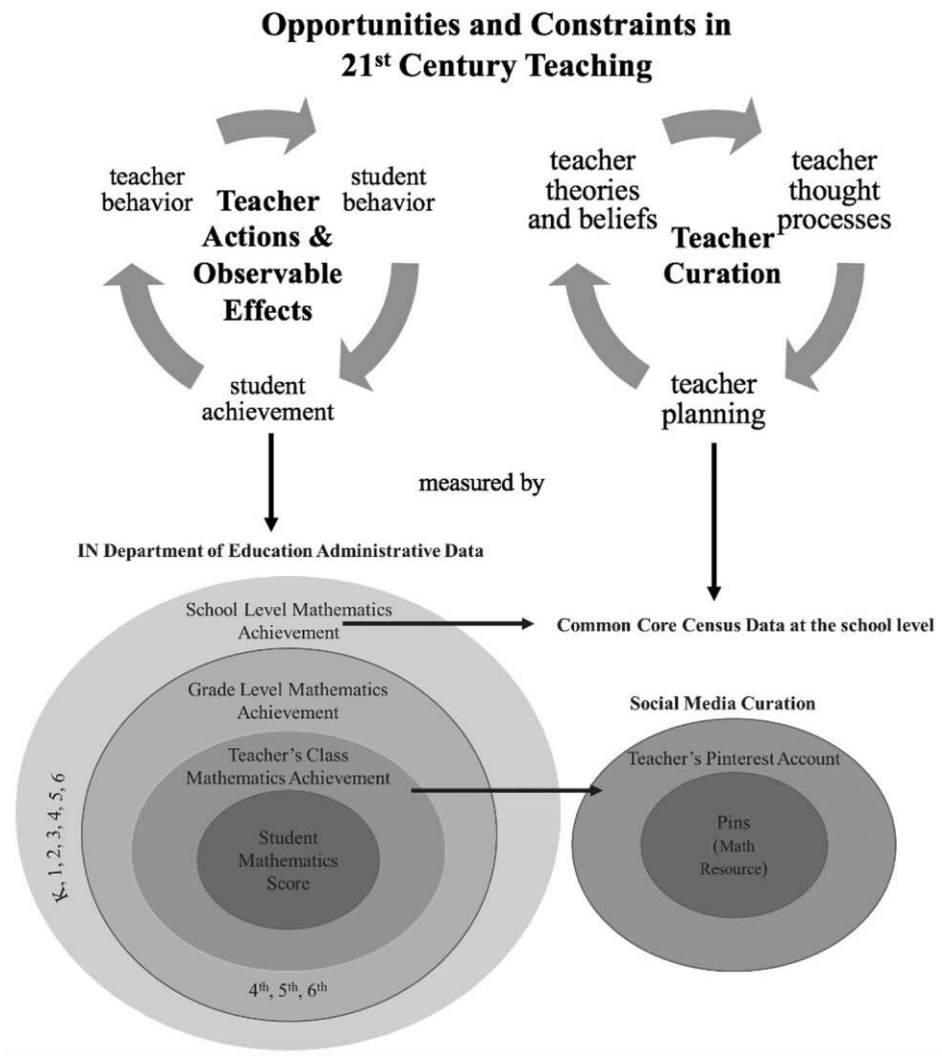 Opportunities and Constraints in
21st Century Teaching
teacher
behavior
student
behavior
Teacher
Actions &
Observable
Effects
student
achievement
teacher
theories
and beliefs
teacher
thought
processes
Teacher
Curation
teacher
planning
measured by
IN Department of Education Administrative Data
School Level Mathematics
Achievement
Common Core Census Data at the school level
Grade Level Mathematics
Achievement
Teacher's Class
Mathematics Achievement
Student
Mathematics
Score
K, 1, 2, 3, 4, 5, 6
4th, 5th, 6th
Social Media Curation
Teacher's Pinterest Account
Pins
(Math
Resource)